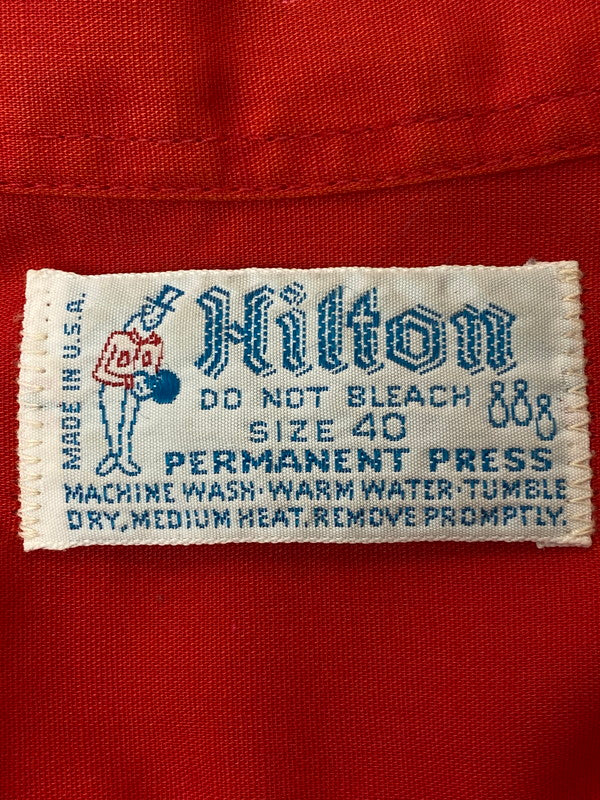 MADE IN U.S.A.
Hilton
DO NOT BLEACH
SIZE 40
PERMANENT PRESS
MACHINE WASH·WARM WATER·TUMBLE
DRY, MEDIUM HEAT. REMOVE PROMPTLY.